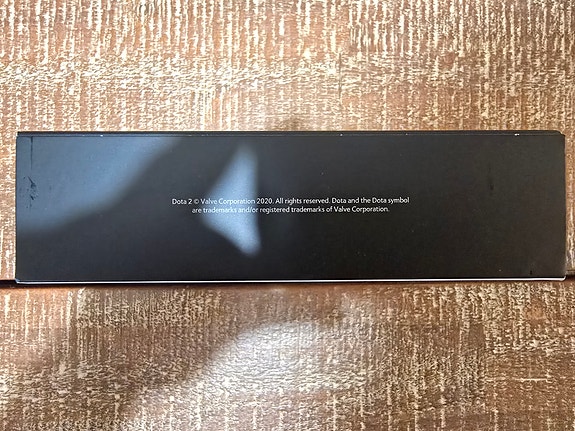 Dota 2 © Valve Corporation 2020. All rights reserved. Dota and the Dota symbol
are trademarks and/or registered trademarks of Valve Corporation.